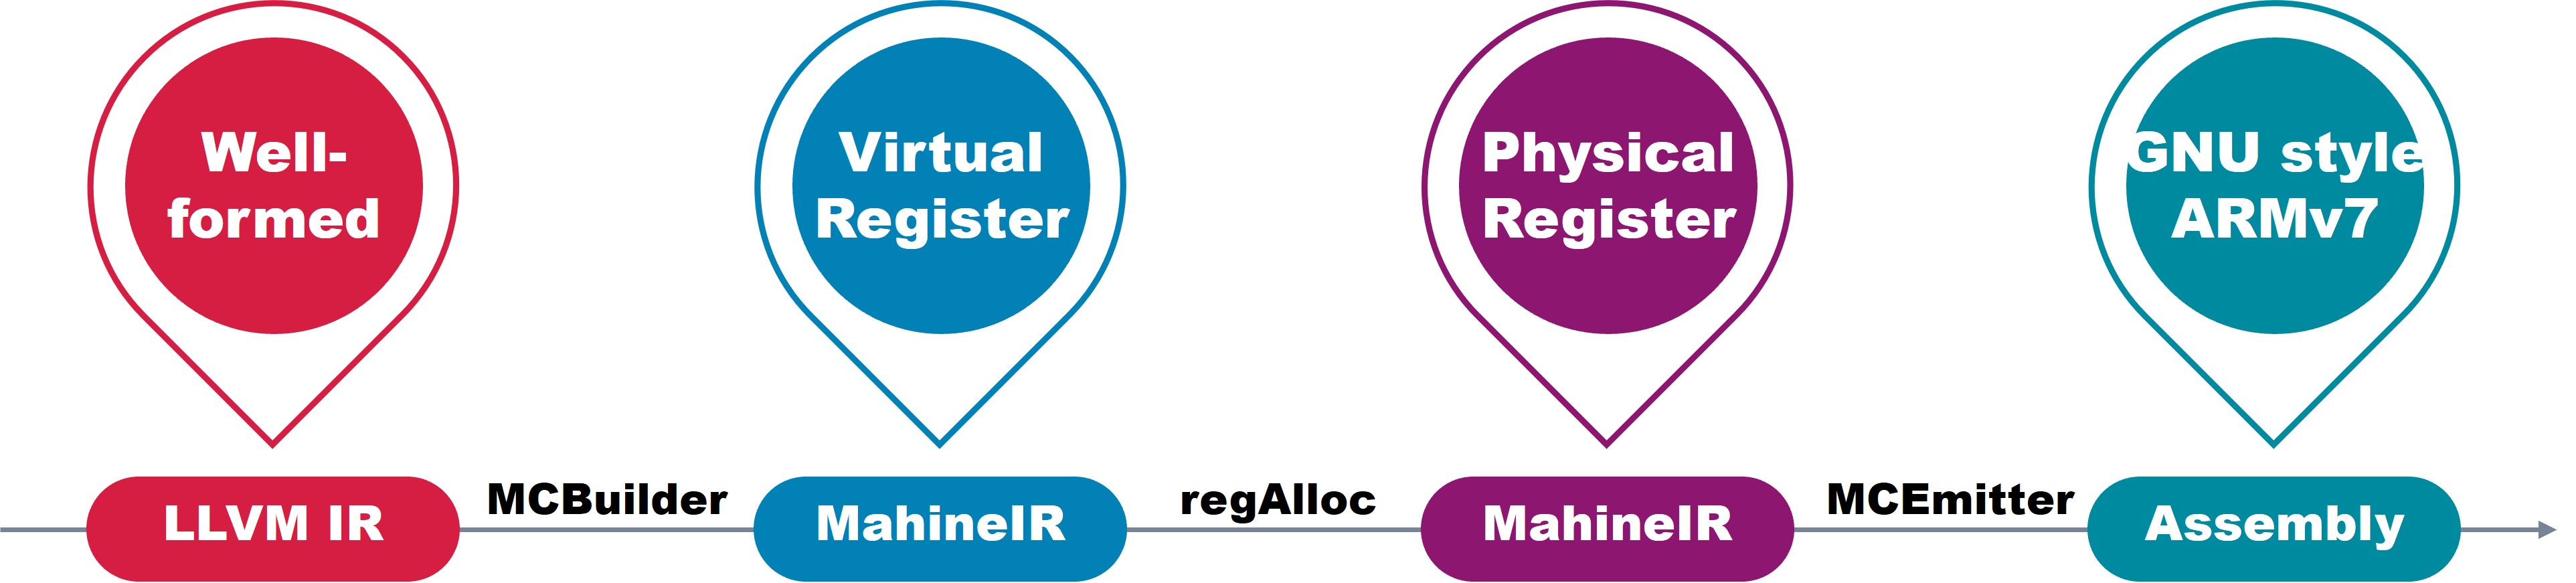 Well-
formed
Virtual
Register
Physical
Register
GNU style
ARMv7
LLVM IR
MCBuilder
MahineIR
regAlloc
MahineIR
MCEmitter
Assembly